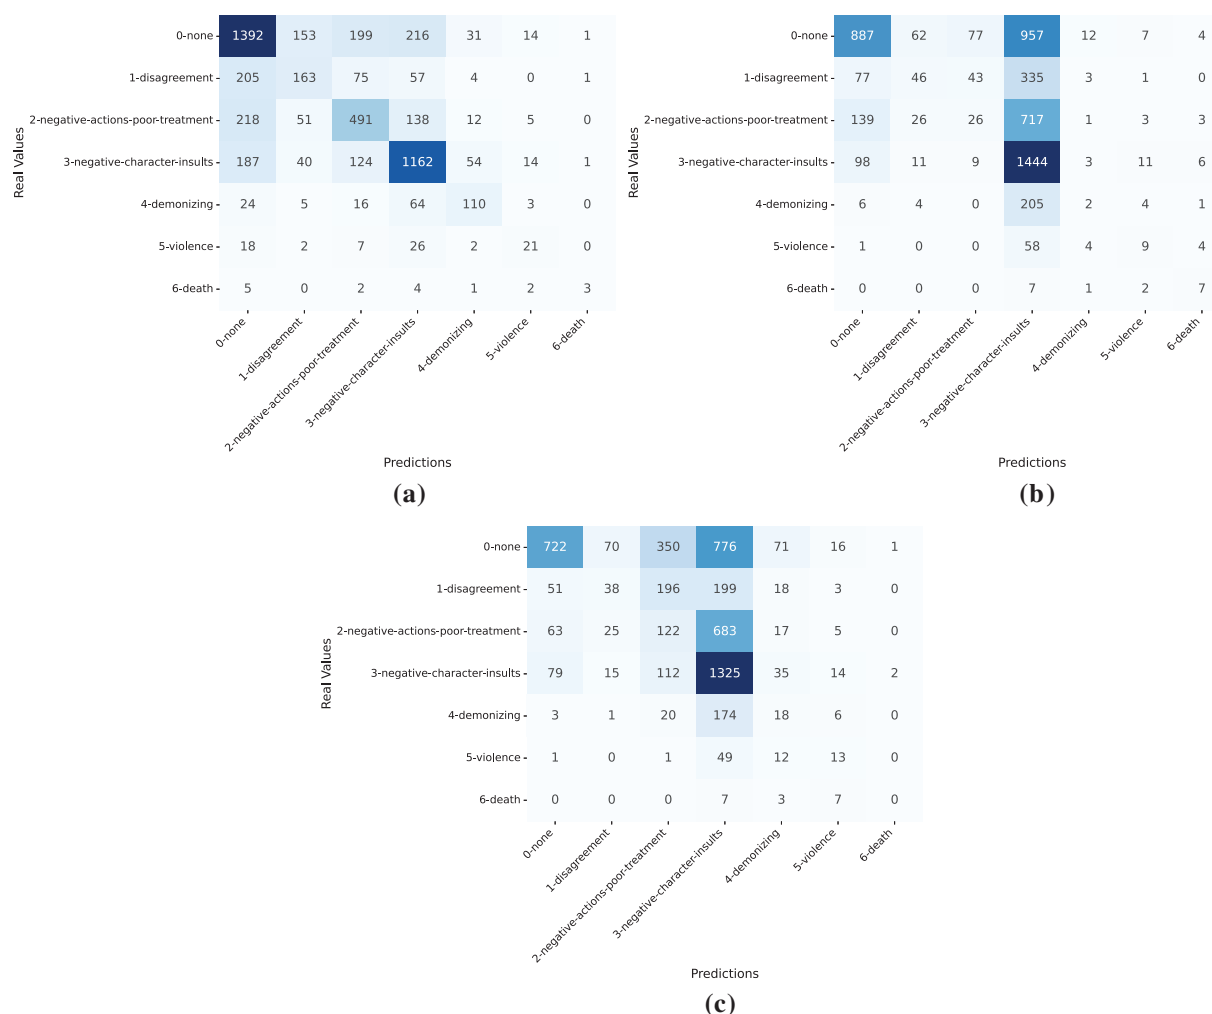 0-none 1392 153 199 216 31 14 1
1-disagreement 205 163 75 57 4 0 1
2-negative-actions-poor-treatment 218 51 491 138 12 5 0
3-negative-character-insults 187 40 124 1162 54 14 1
4-demonizing 24 5 16 64 110 3 0
5-violence 18 2 7 26 2 21 0
6-death 5 0 2 4 1 2 3
Real Values
0-none
1-disagreement
2-negative-actions-poor-treatment
3-negative-character-insults
4-demonizing
5-violence
6-death
Predictions
(a)
0-none 887 62 77 957 12 7 4
1-disagreement 77 46 43 335 3 1 0
2-negative-actions-poor-treatment 139 26 26 717 1 3 3
3-negative-character-insults 98 11 9 1444 3 11 6
4-demonizing 6 4 0 205 2 4 1
5-violence 1 0 0 58 4 9 4
6-death 0 0 0 7 1 2 7
Real Values
0-none
1-disagreement
2-negative-actions-poor-treatment
3-negative-character-insults
4-demonizing
5-violence
6-death
Predictions
(b)
0-none 722 70 350 776 71 16 1
1-disagreement 51 38 196 199 18 3 0
2-negative-actions-poor-treatment 63 25 122 683 17 5 0
3-negative-character-insults 79 15 112 1325 35 14 2
4-demonizing 3 1 20 174 18 6 0
5-violence 1 0 1 49 12 13 0
6-death 0 0 0 7 3 7 0
Real Values
0-none
1-disagreement
2-negative-actions-poor-treatment
3-negative-character-insults
4-demonizing
5-violence
6-death
Predictions
(c)